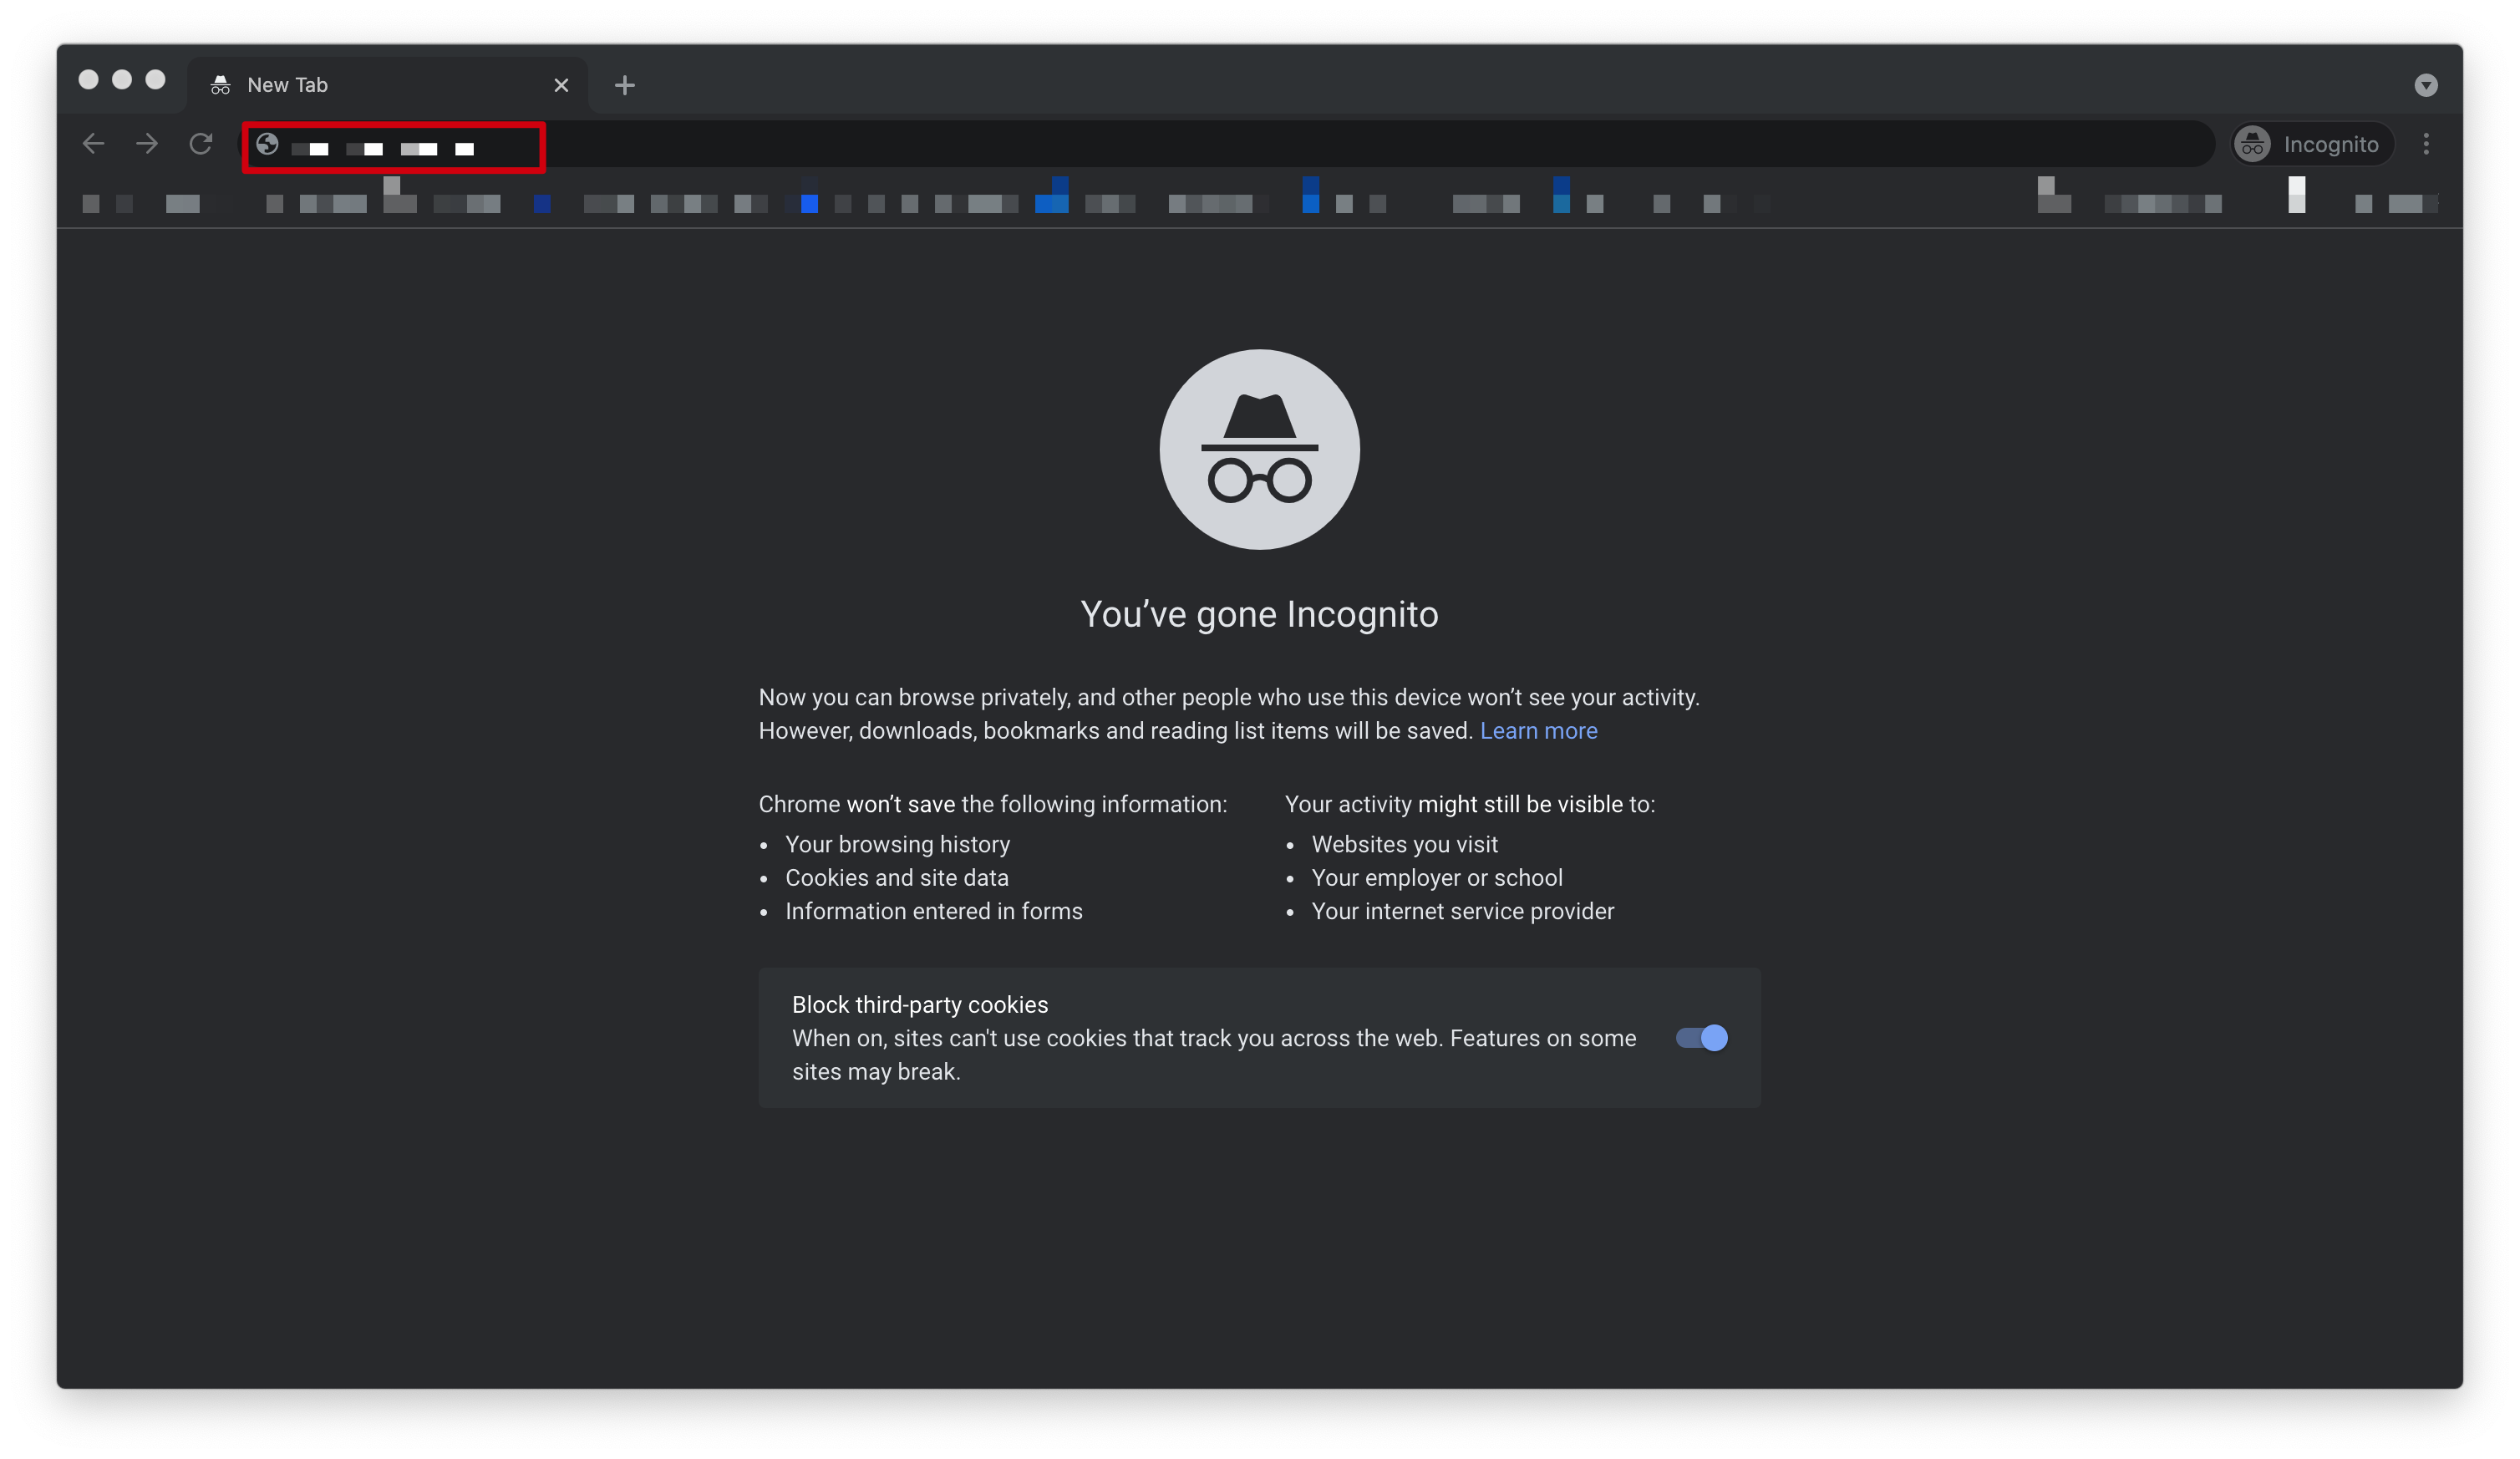 New Tab
Incognito
You’ve gone Incognito
Now you can browse privately, and other people who use this device won’t see your activity.
However, downloads, bookmarks and reading list items will be saved. Learn more
Chrome won’t save the following information:
Your browsing history
Cookies and site data
Information entered in forms
Your activity might still be visible to:
Websites you visit
Your employer or school
Your internet service provider
Block third-party cookies
When on, sites can't use cookies that track you across the web. Features on some
sites may break.